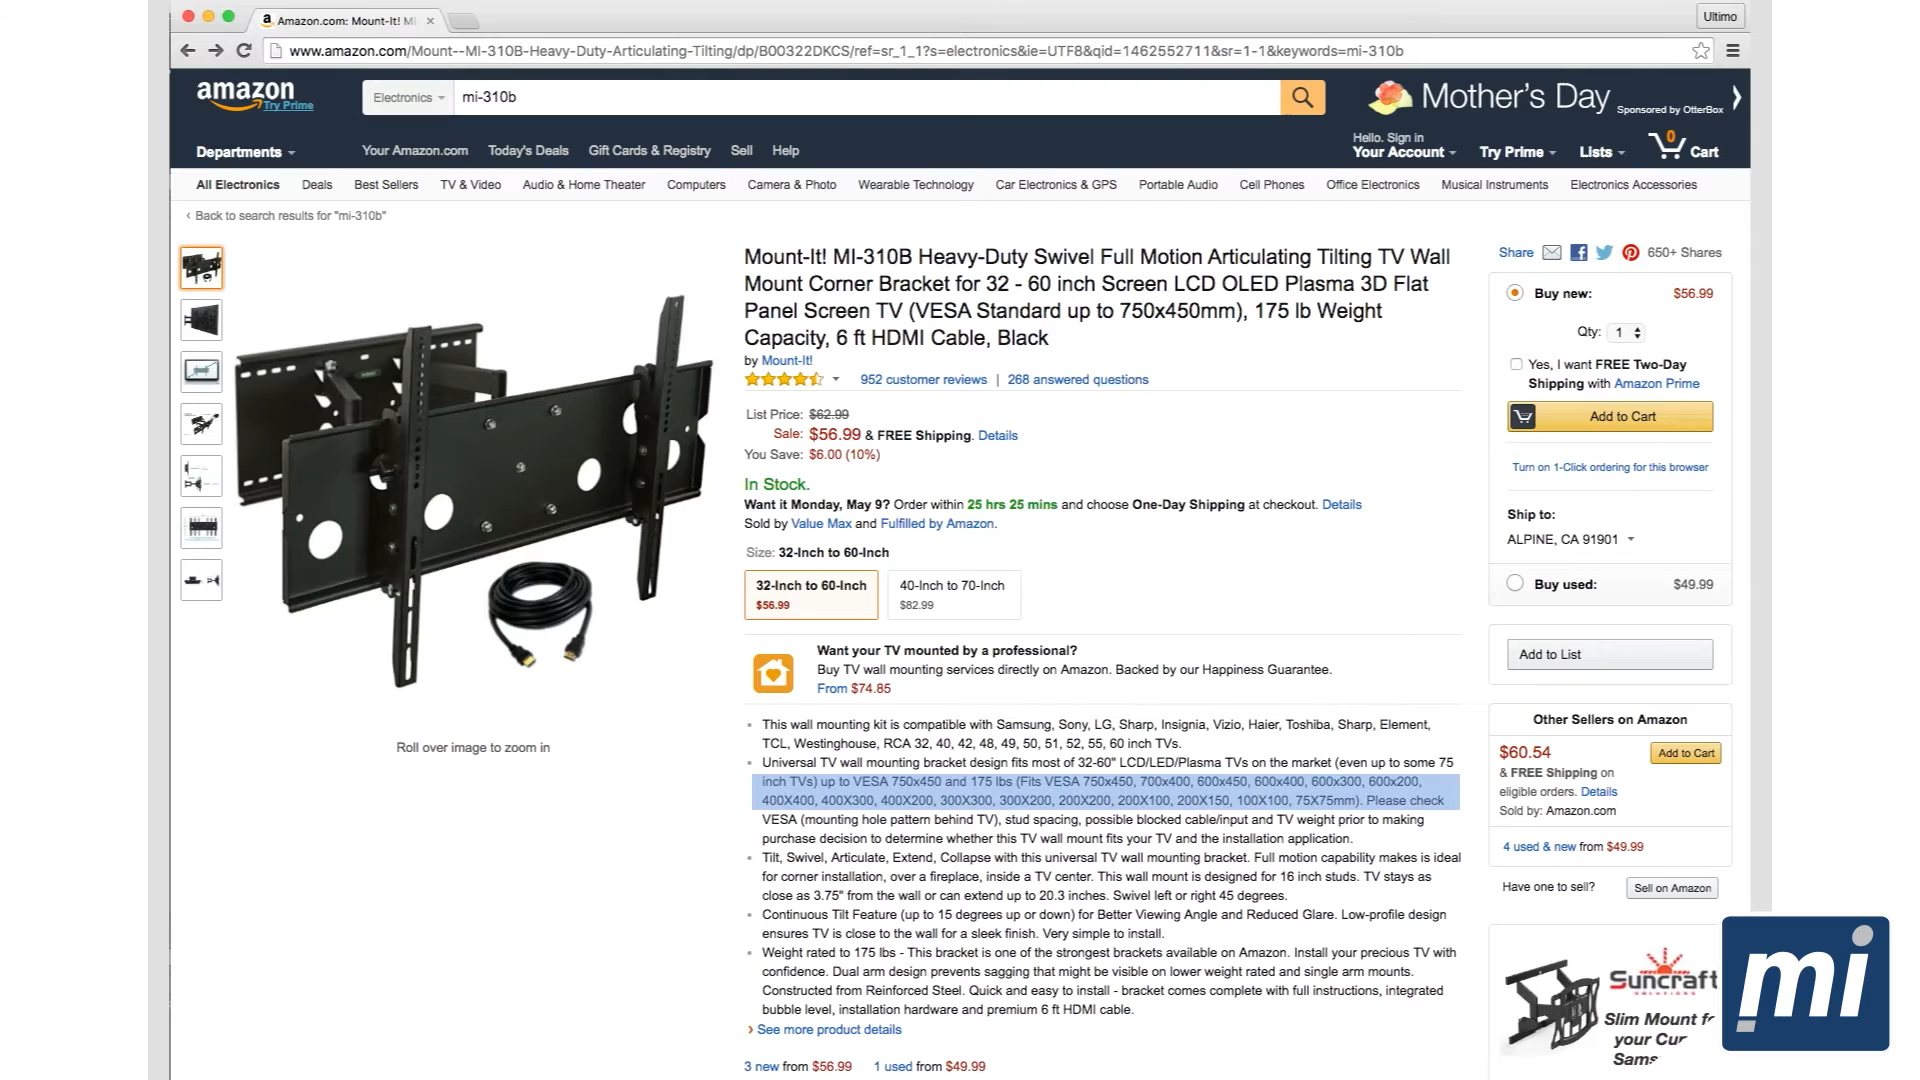 Amazon.com: Mount-It! MI
Ultimo
www.amazon.com/Mount--MI-310B-Heavy-Duty-Articulating-Tilting/dp/B00322DKCS/ref=sr_1_1?s=electronics&ie=UTF8&qid=1462552711&sr=1-1&keywords=mi-310b
amazon
Try Prime
Electronics
mi-310b
Mother's Day
Sponsored by OtterBox
Departments
Your Amazon.com Today's Deals Gift Cards & Registry Sell Help
Hello. Sign in
Your Account
Try Prime
Lists
0
Cart
All Electronics Deals Best Sellers TV & Video Audio & Home Theater Computers Camera & Photo Wearable Technology Car Electronics & GPS Portable Audio Cell Phones Office Electronics Musical Instruments Electronics Accessories
‹ Back to search results for "mi-310b"
Roll over image to zoom in
Mount-It! MI-310B Heavy-Duty Swivel Full Motion Articulating Tilting TV Wall
Mount Corner Bracket for 32 - 60 inch Screen LCD OLED Plasma 3D Flat
Panel Screen TV (VESA Standard up to 750x450mm), 175 lb Weight
Capacity, 6 ft HDMI Cable, Black
by Mount-It!
952 customer reviews | 268 answered questions
List Price: $62.99
Sale: $56.99 & FREE Shipping. Details
You Save: $6.00 (10%)
In Stock.
Want it Monday, May 9? Order within 25 hrs 25 mins and choose One-Day Shipping at checkout. Details
Sold by Value Max and Fulfilled by Amazon.
Size: 32-Inch to 60-Inch
32-Inch to 60-Inch
$56.99
40-Inch to 70-Inch
$82.99
Want your TV mounted by a professional?
Buy TV wall mounting services directly on Amazon. Backed by our Happiness Guarantee.
From $74.85
• This wall mounting kit is compatible with Samsung, Sony, LG, Sharp, Insignia, Vizio, Haier, Toshiba, Sharp, Element,
TCL, Westinghouse, RCA 32, 40, 42, 48, 49, 50, 51, 52, 55, 60 inch TVs.
• Universal TV wall mounting bracket design fits most of 32-60" LCD/LED/Plasma TVs on the market (even up to some 75
inch TVs) up to VESA 750x450 and 175 lbs (Fits VESA 750x450, 700x400, 600x450, 600x400, 600x300, 600x200,
400X400, 400X300, 400X200, 300X300, 300X200, 200X200, 200X100, 200X150, 100X100, 75X75mm). Please check
VESA (mounting hole pattern behind TV), stud spacing, possible blocked cable/input and TV weight prior to making
purchase decision to determine whether this TV wall mount fits your TV and the installation application.
• Tilt, Swivel, Articulate, Extend, Collapse with this universal TV wall mounting bracket. Full motion capability makes is ideal
for corner installation, over a fireplace, inside a TV center. This wall mount is designed for 16 inch studs. TV stays as
close as 3.75" from the wall or can extend up to 20.3 inches. Swivel left or right 45 degrees.
• Continuous Tilt Feature (up to 15 degrees up or down) for Better Viewing Angle and Reduced Glare. Low-profile design
ensures TV is close to the wall for a sleek finish. Very simple to install.
• Weight rated to 175 lbs - This bracket is one of the strongest brackets available on Amazon. Install your precious TV with
confidence. Dual arm design prevents sagging that might be visible on lower weight rated and single arm mounts.
Constructed from Reinforced Steel. Quick and easy to install - bracket comes complete with full instructions, integrated
bubble level, installation hardware and premium 6 ft HDMI cable.
› See more product details
3 new from $56.99 1 used from $49.99
Share 650+ Shares
Buy new: $56.99
Qty: 1
Yes, I want FREE Two-Day
Shipping with Amazon Prime
Add to Cart
Turn on 1-Click ordering for this browser
Ship to:
ALPINE, CA 91901
Buy used: $49.99
Add to List
Other Sellers on Amazon
$60.54
Add to Cart
& FREE Shipping on
eligible orders. Details
Sold by: Amazon.com
4 used & new from $49.99
Have one to sell?
Sell on Amazon
Suncraft
SOLUTIONS
Slim Mount fr
your Cur
Sams
mi